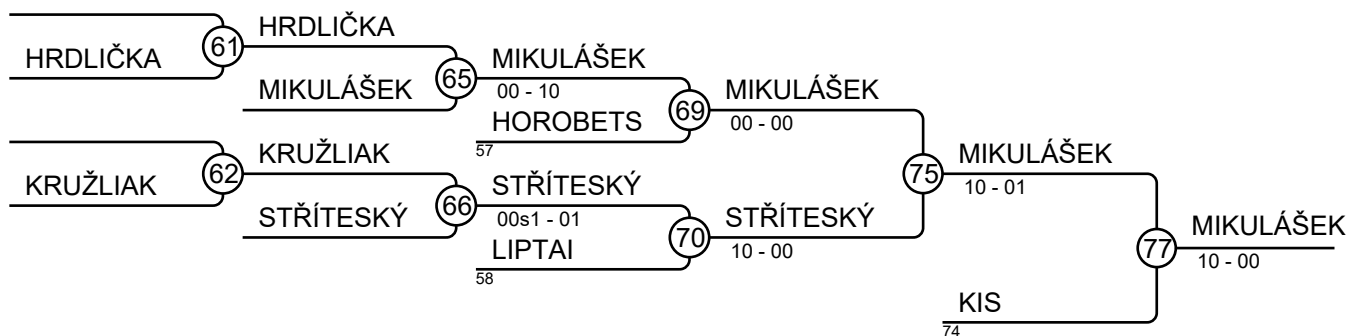 HRDLIČKA
61
HRDLIČKA
MIKULÁŠEK
65
MIKULÁŠEK
00 - 10
HOROBETS
57
69
MIKULÁŠEK
00 - 00
KRUŽLIAK
62
KRUŽLIAK
STŘÍTESKÝ
66
STŘÍTESKÝ
00s1 - 01
LIPTAI
58
70
STŘÍTESKÝ
10 - 00
75
MIKULÁŠEK
10 - 01
KIS
74
77
MIKULÁŠEK
10 - 00